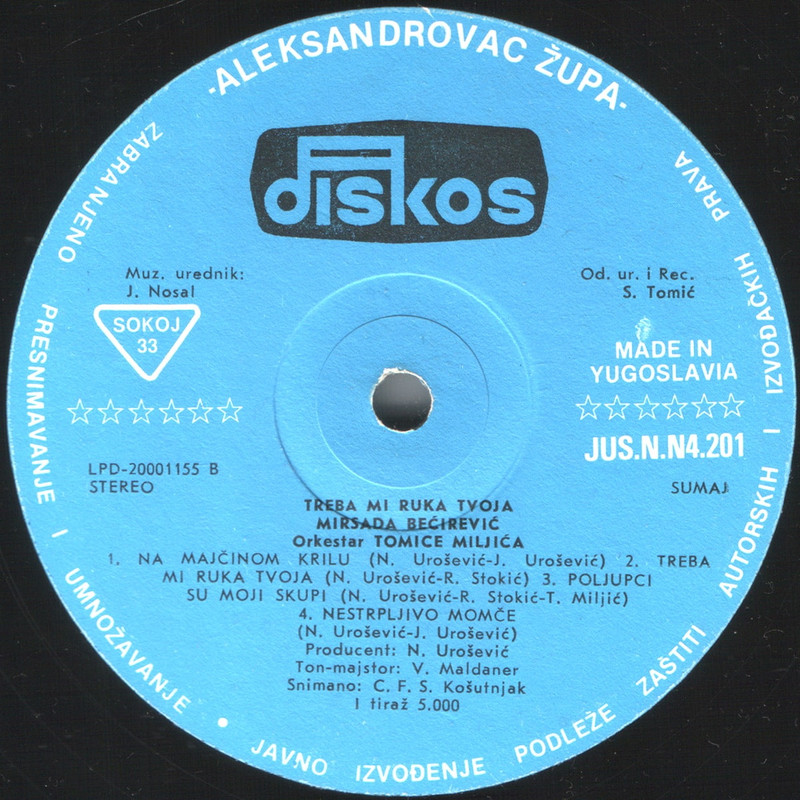 -ALEKSANDROVAC ŽUPA-
diskos
Muz. urednik:
J. Nosal
Od. ur. i Rec.
S. Tomić
SOKOJ
33
MADE IN
YUGOSLAVIA
JUS.N.N4.201
LPD-20001155 B
STEREO
SUMAJ
TREBA MI RUKA TVOJA
MIRSADA BEĆIREVIĆ
Orkestar TOMICE MILJIĆA
1. NA MAJČINOM KRILU (N. Urošević-J. Urošević) 2. TREBA
MI RUKA TVOJA (N. Urošević-R. Stokić) 3. POLJUPCI
SU MOJI SKUPI (N. Urošević-R. Stokić-T. Miljić)
4. NESTRPLJIVO MOMČE
(N. Urošević-J. Urošević)
Producent: N. Urošević
Ton-majstor: V. Maldaner
Snimano: C. F. S. Košutnjak
I tiraž 5.000
ZABRANJENO PRESNIMAVANJE I UMNOŽAVANJE • JAVNO IZVOĐENJE PODLEŽE ZAŠTITI AUTORSKIH I IZVOĐAČKIH PRAVA